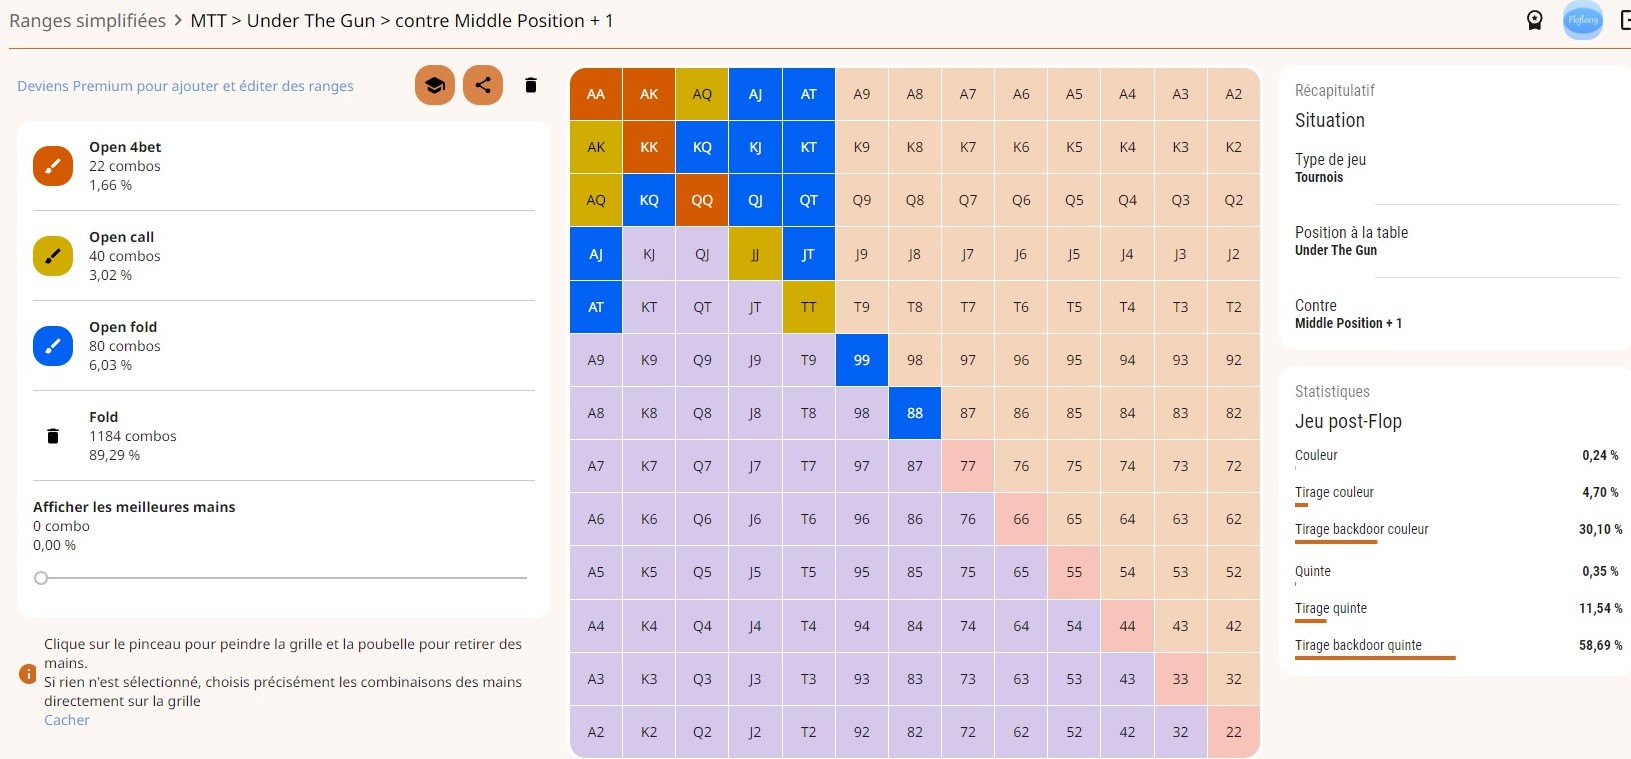 Ranges simplifiées > MTT > Under The Gun > contre Middle Position + 1
Floflong
Deviens Premium pour ajouter et éditer des ranges
Open 4bet
22 combos
1,66 %
Open call
40 combos
3,02 %
Open fold
80 combos
6,03 %
Fold
1184 combos
89,29 %
Afficher les meilleures mains
0 combo
0,00 %
Clique sur le pinceau pour peindre la grille et la poubelle pour retirer des
mains.
Si rien n'est sélectionné, choisis précisément les combinaisons des mains
directement sur la grille
Cacher
AA AK AQ AJ AT A9 A8 A7 A6 A5 A4 A3 A2
AK KK KQ KJ KT K9 K8 K7 K6 K5 K4 K3 K2
AQ KQ QQ QJ QT Q9 Q8 Q7 Q6 Q5 Q4 Q3 Q2
AJ KJ QJ JJ JT J9 J8 J7 J6 J5 J4 J3 J2
AT KT QT JT TT T9 T8 T7 T6 T5 T4 T3 T2
A9 K9 Q9 J9 T9 99 98 97 96 95 94 93 92
A8 K8 Q8 J8 T8 98 88 87 86 85 84 83 82
A7 K7 Q7 J7 T7 97 87 77 76 75 74 73 72
A6 K6 Q6 J6 T6 96 86 76 66 65 64 63 62
A5 K5 Q5 J5 T5 95 85 75 65 55 54 53 52
A4 K4 Q4 J4 T4 94 84 74 64 54 44 43 42
A3 K3 Q3 J3 T3 93 83 73 63 53 43 33 32
A2 K2 Q2 J2 T2 92 82 72 62 52 42 32 22
Récapitulatif
Situation
Type de jeu
Tournois
Position à la table
Under The Gun
Contre
Middle Position + 1
Statistiques
Jeu post-Flop
Couleur 0,24 %
Tirage couleur 4,70 %
Tirage backdoor couleur 30,10 %
Quinte 0,35 %
Tirage quinte 11,54 %
Tirage backdoor quinte 58,69 %